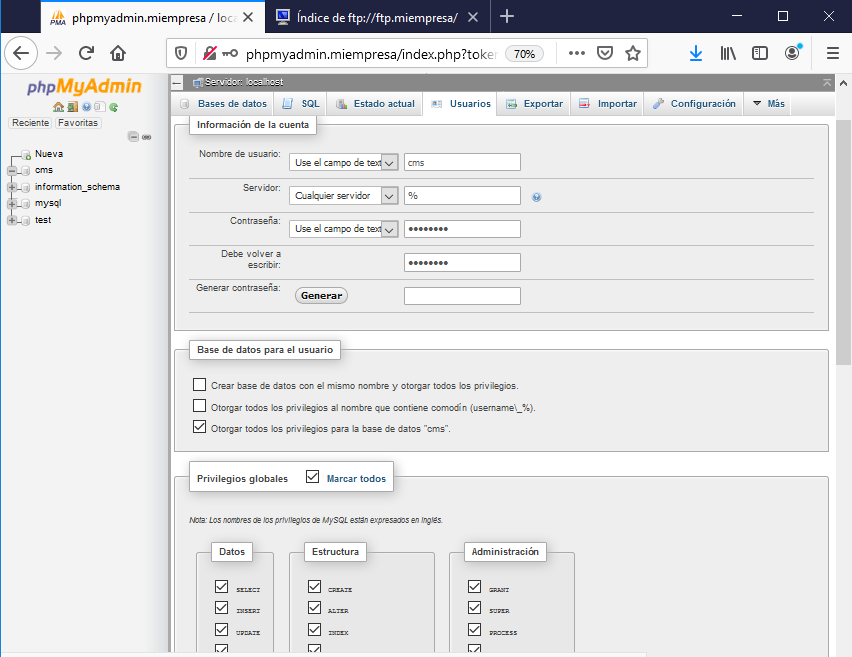 phpmyadmin.miempresa / loca
Índice de ftp://ftp.miempresa/
phpmyadmin.miempresa/index.php?token
70%
phpMyAdmin
Reciente
Favoritas
Nueva
cms
information_schema
mysql
test
Servidor: localhost
Bases de datos
SQL
Estado actual
Usuarios
Exportar
Importar
Configuración
Más
Información de la cuenta
Nombre de usuario:
Use el campo de text
cms
Servidor:
Cualquier servidor
%
Contraseña:
Use el campo de text
••••••••
Debe volver a
escribir:
••••••••
Generar contraseña:
Generar
Base de datos para el usuario
Crear base de datos con el mismo nombre y otorgar todos los privilegios.
Otorgar todos los privilegios al nombre que contiene comodín (username\_%).
Otorgar todos los privilegios para la base de datos "cms".
Privilegios globales
Marcar todos
Nota: Los nombres de los privilegios de MySQL están expresados en inglés.
Datos
SELECT
INSERT
UPDATE
Estructura
CREATE
ALTER
INDEX
Administración
GRANT
SUPER
PROCESS